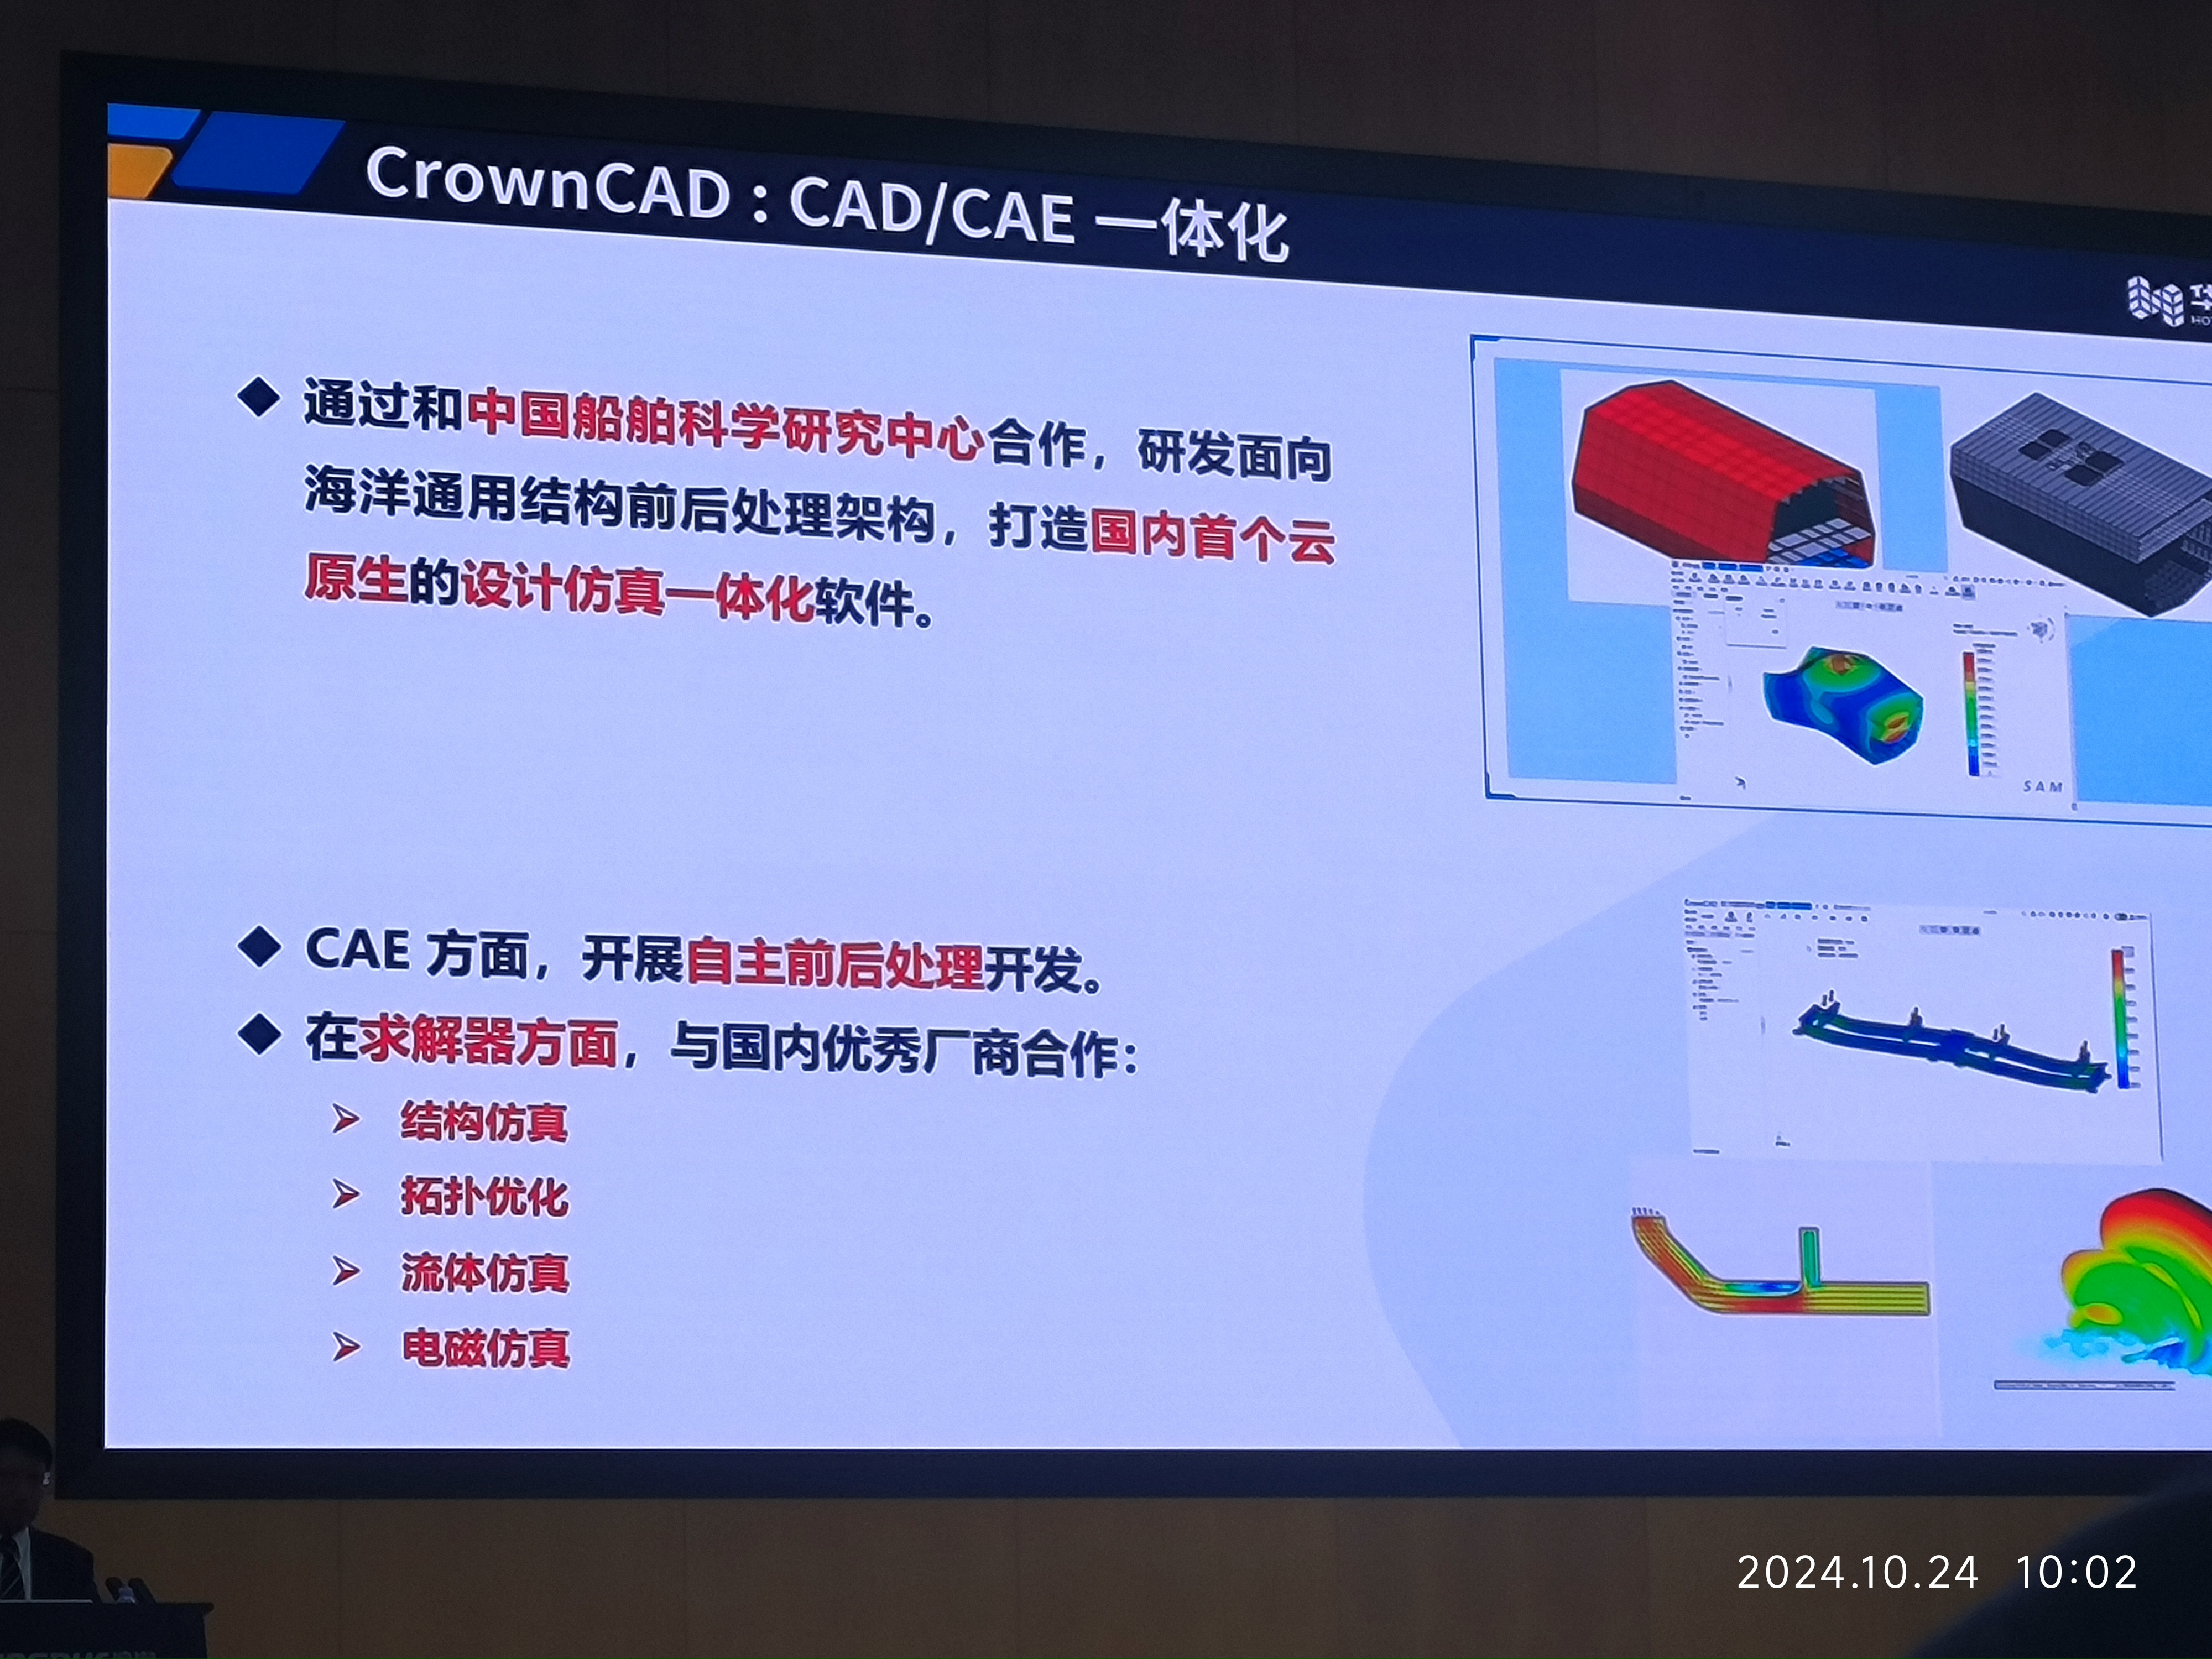 CrownCAD：CAD/CAE 一体化
华
◆ 通过和中国船舶科学研究中心合作，研发面向
海洋通用结构前后处理架构，打造国内首个云
原生的设计仿真一体化软件。
SAM
◆ CAE 方面，开展自主前后处理开发。
◆ 在求解器方面，与国内优秀厂商合作：
➢ 结构仿真
➢ 拓扑优化
➢ 流体仿真
➢ 电磁仿真
CrownCAD
2024.10.24 10:02